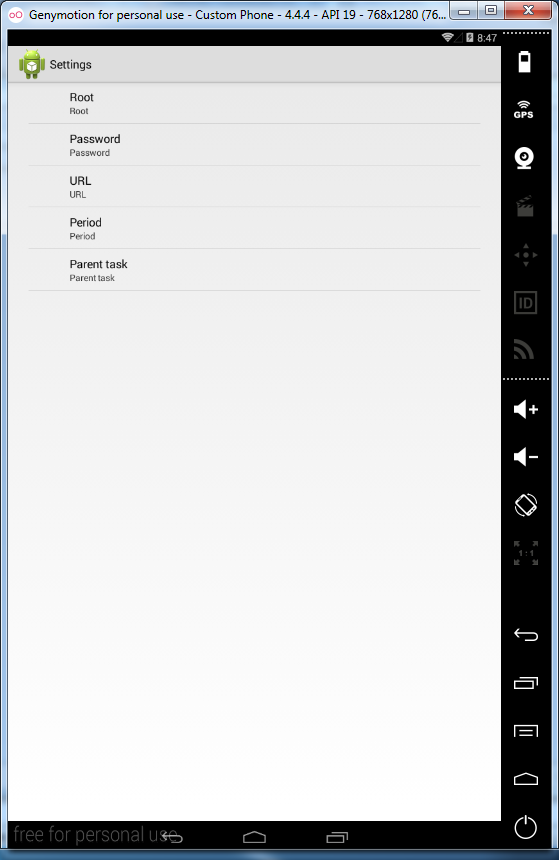 Genymotion for personal use - Custom Phone - 4.4.4 - API 19 - 768x1280 (76...
8:47
Settings
Root
Root
Password
Password
URL
URL
Period
Period
Parent task
Parent task
GPS
ID
1:1
free for personal use